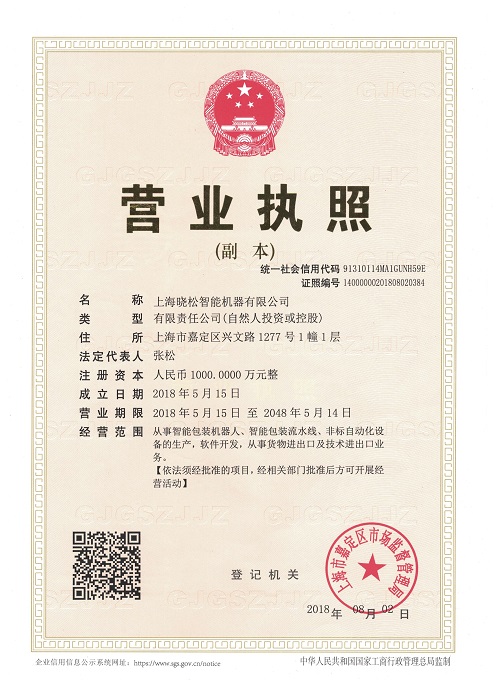 营业执照
(副 本)
统一社会信用代码 91310114MA1GUNH59E
证照编号 14000000201808020384
名 称 上海晓松智能机器有限公司
类 型 有限责任公司(自然人投资或控股)
住 所 上海市嘉定区兴文路1277号1幢1层
法定代表人 张松
注册资本 人民币1000.0000万元整
成立日期 2018年5月15日
营业期限 2018年5月15日 至 2048年5月14日
经营范围 从事智能包装机器人、智能包装流水线、非标自动化设
备的生产，软件开发，从事货物进出口及技术进出口业
务。
【依法须经批准的项目，经相关部门批准后方可开展经
营活动】
上海市嘉定区市场监督管理局
登记机关
2018年08月02日
企业信用信息公示系统网址：https://www.sgs.gov.cn/notice
中华人民共和国国家工商行政管理总局监制